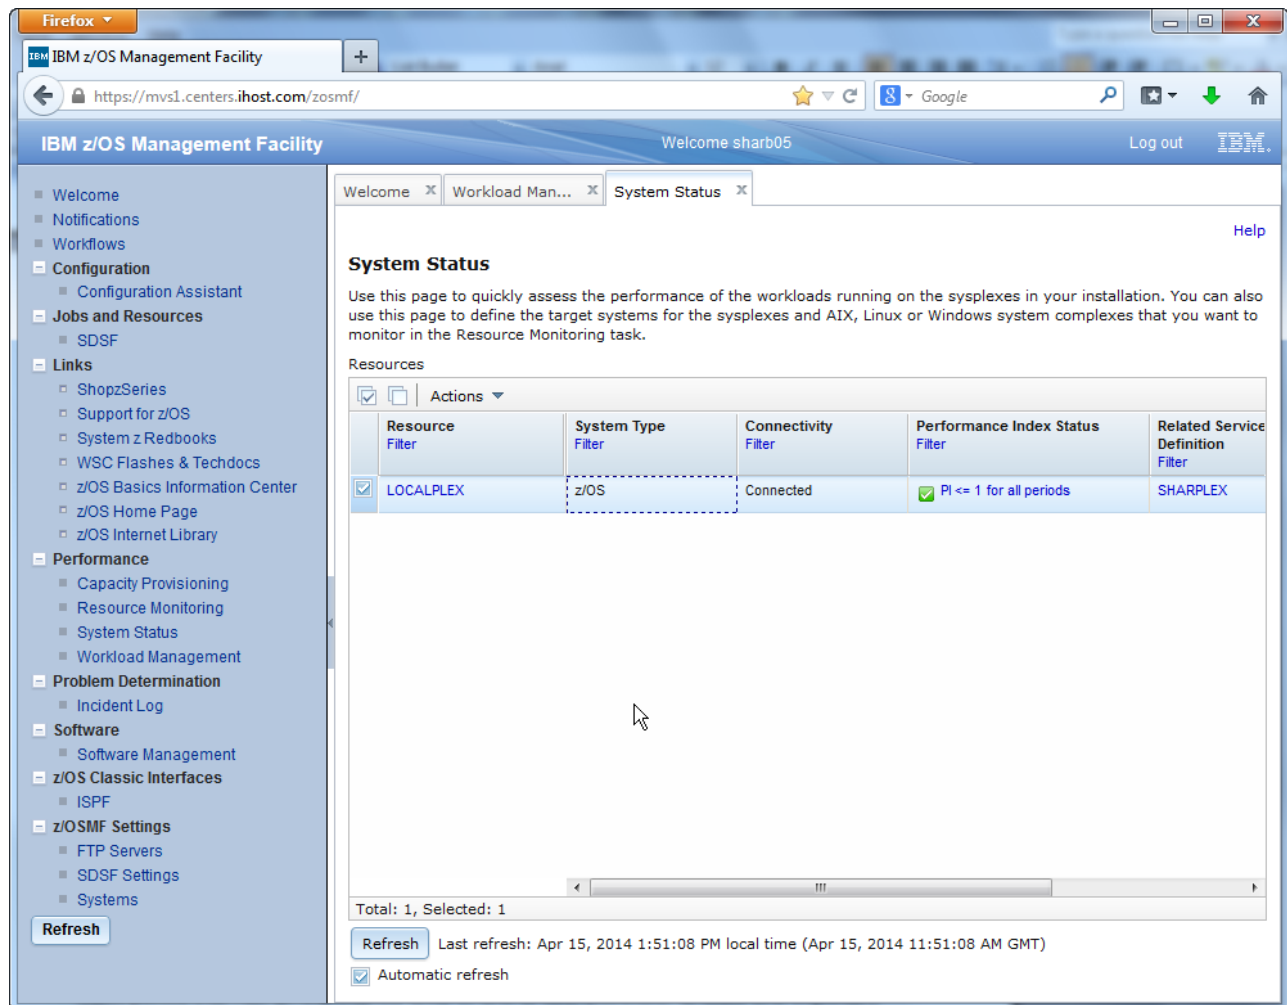 Firefox
IBM IBM z/OS Management Facility
+
https://mvs1.centers.ihost.com/zosmf/
8 Google
IBM z/OS Management Facility
Welcome sharb05
Log out
IBM.
Welcome
Notifications
Workflows
Configuration
Configuration Assistant
Jobs and Resources
SDSF
Links
ShopzSeries
Support for z/OS
System z Redbooks
WSC Flashes & Techdocs
z/OS Basics Information Center
z/OS Home Page
z/OS Internet Library
Performance
Capacity Provisioning
Resource Monitoring
System Status
Workload Management
Problem Determination
Incident Log
Software
Software Management
z/OS Classic Interfaces
ISPF
z/OSMF Settings
FTP Servers
SDSF Settings
Systems
Refresh
Welcome X
Workload Man... X
System Status X
Help
System Status
Use this page to quickly assess the performance of the workloads running on the sysplexes in your installation. You can also
use this page to define the target systems for the sysplexes and AIX, Linux or Windows system complexes that you want to
monitor in the Resource Monitoring task.
Resources
Actions
Resource System Type Connectivity Performance Index Status Related Service
Definition
Filter Filter Filter Filter Filter
LOCALPLEX z/OS Connected PI <= 1 for all periods SHARPLEX
Total: 1, Selected: 1
Refresh Last refresh: Apr 15, 2014 1:51:08 PM local time (Apr 15, 2014 11:51:08 AM GMT)
Automatic refresh